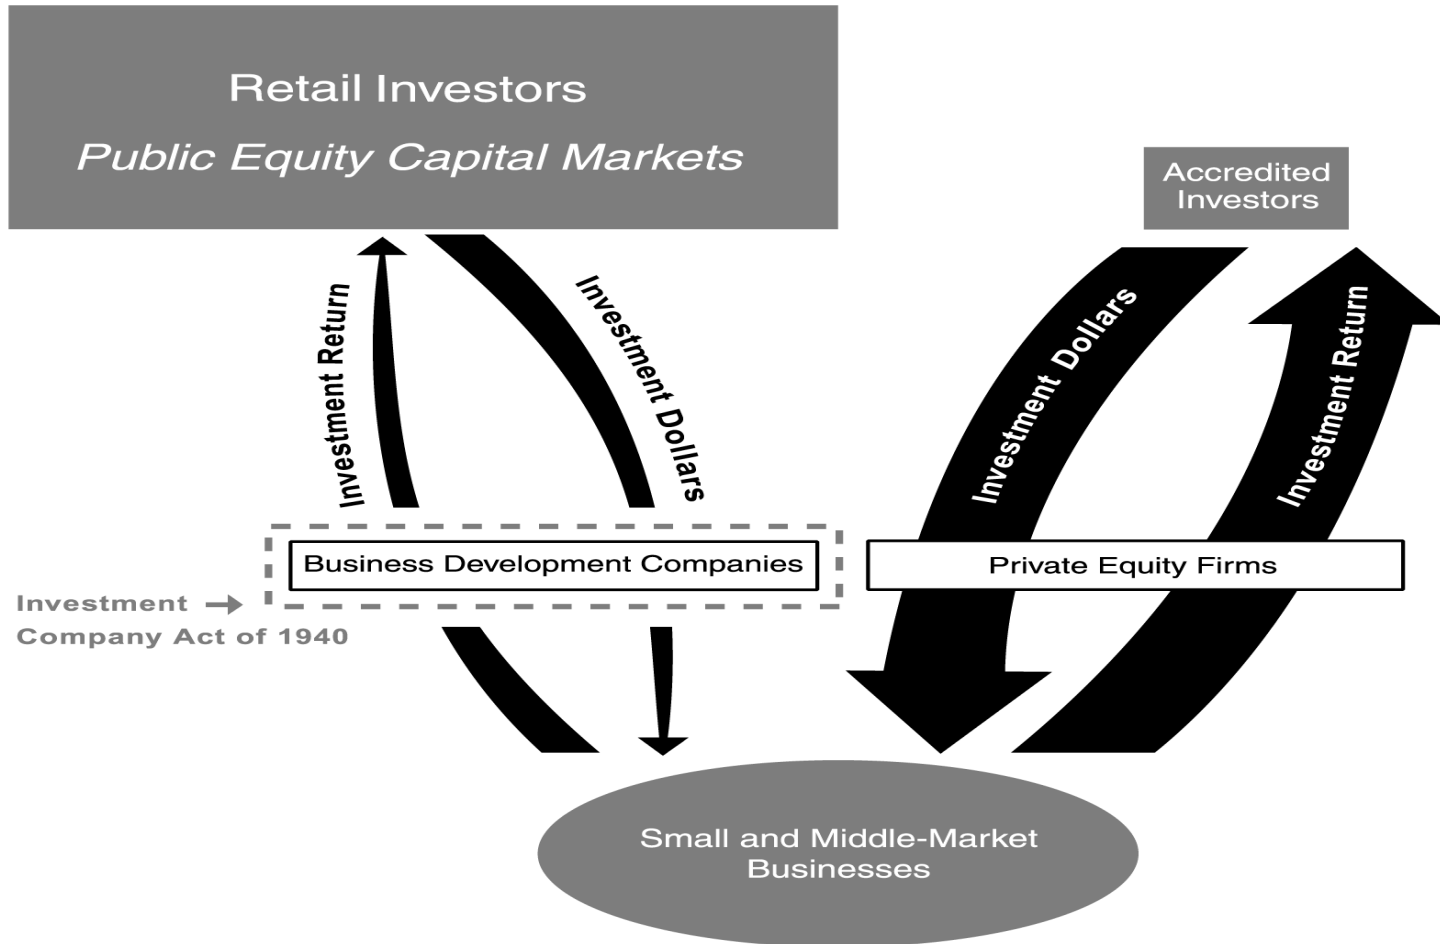 Retail Investors
Public Equity Capital Markets
Accredited
Investors
Investment Return
Investment Dollars
Investment Dollars
Investment Return
Business Development Companies
Private Equity Firms
Investment →
Company Act of 1940
Small and Middle-Market
Businesses